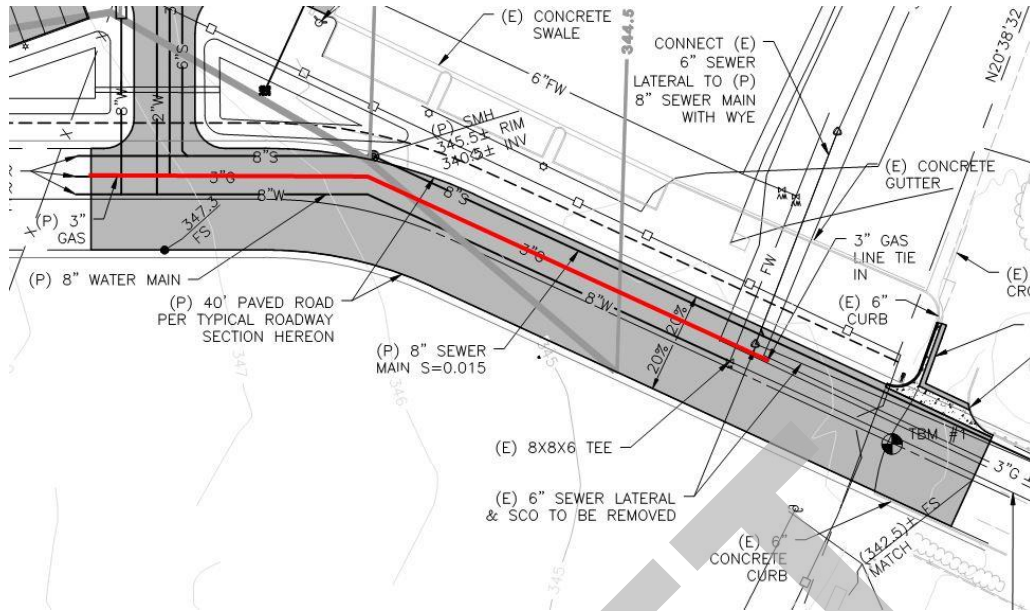 (E) CONCRETE
SWALE
344.5
CONNECT (E)
6" SEWER
LATERAL TO (P)
8" SEWER MAIN
WITH WYE
N20°38'32
6"S
6"FW
8"W
2"W
(P) SMH
345.5± RIM
340.5± INV
8"S
8"S
(E) CONCRETE
GUTTER
3"G
8"W
(P) 3"
GAS
347.3
FS
3"G
FW
3" GAS
LINE TIE
IN
(P) 8" WATER MAIN
8"W
(E) 6"
CURB
(E)
CRO
(P) 40' PAVED ROAD
PER TYPICAL ROADWAY
SECTION HEREON
20%
20%
(P) 8" SEWER
MAIN S=0.015
347
346
345
TBM #1
(E) 8X8X6 TEE
3"G
(E) 6" SEWER LATERAL
& SCO TO BE REMOVED
(E) 6"
CONCRETE
CURB
(342.5)± FS
MATCH
345